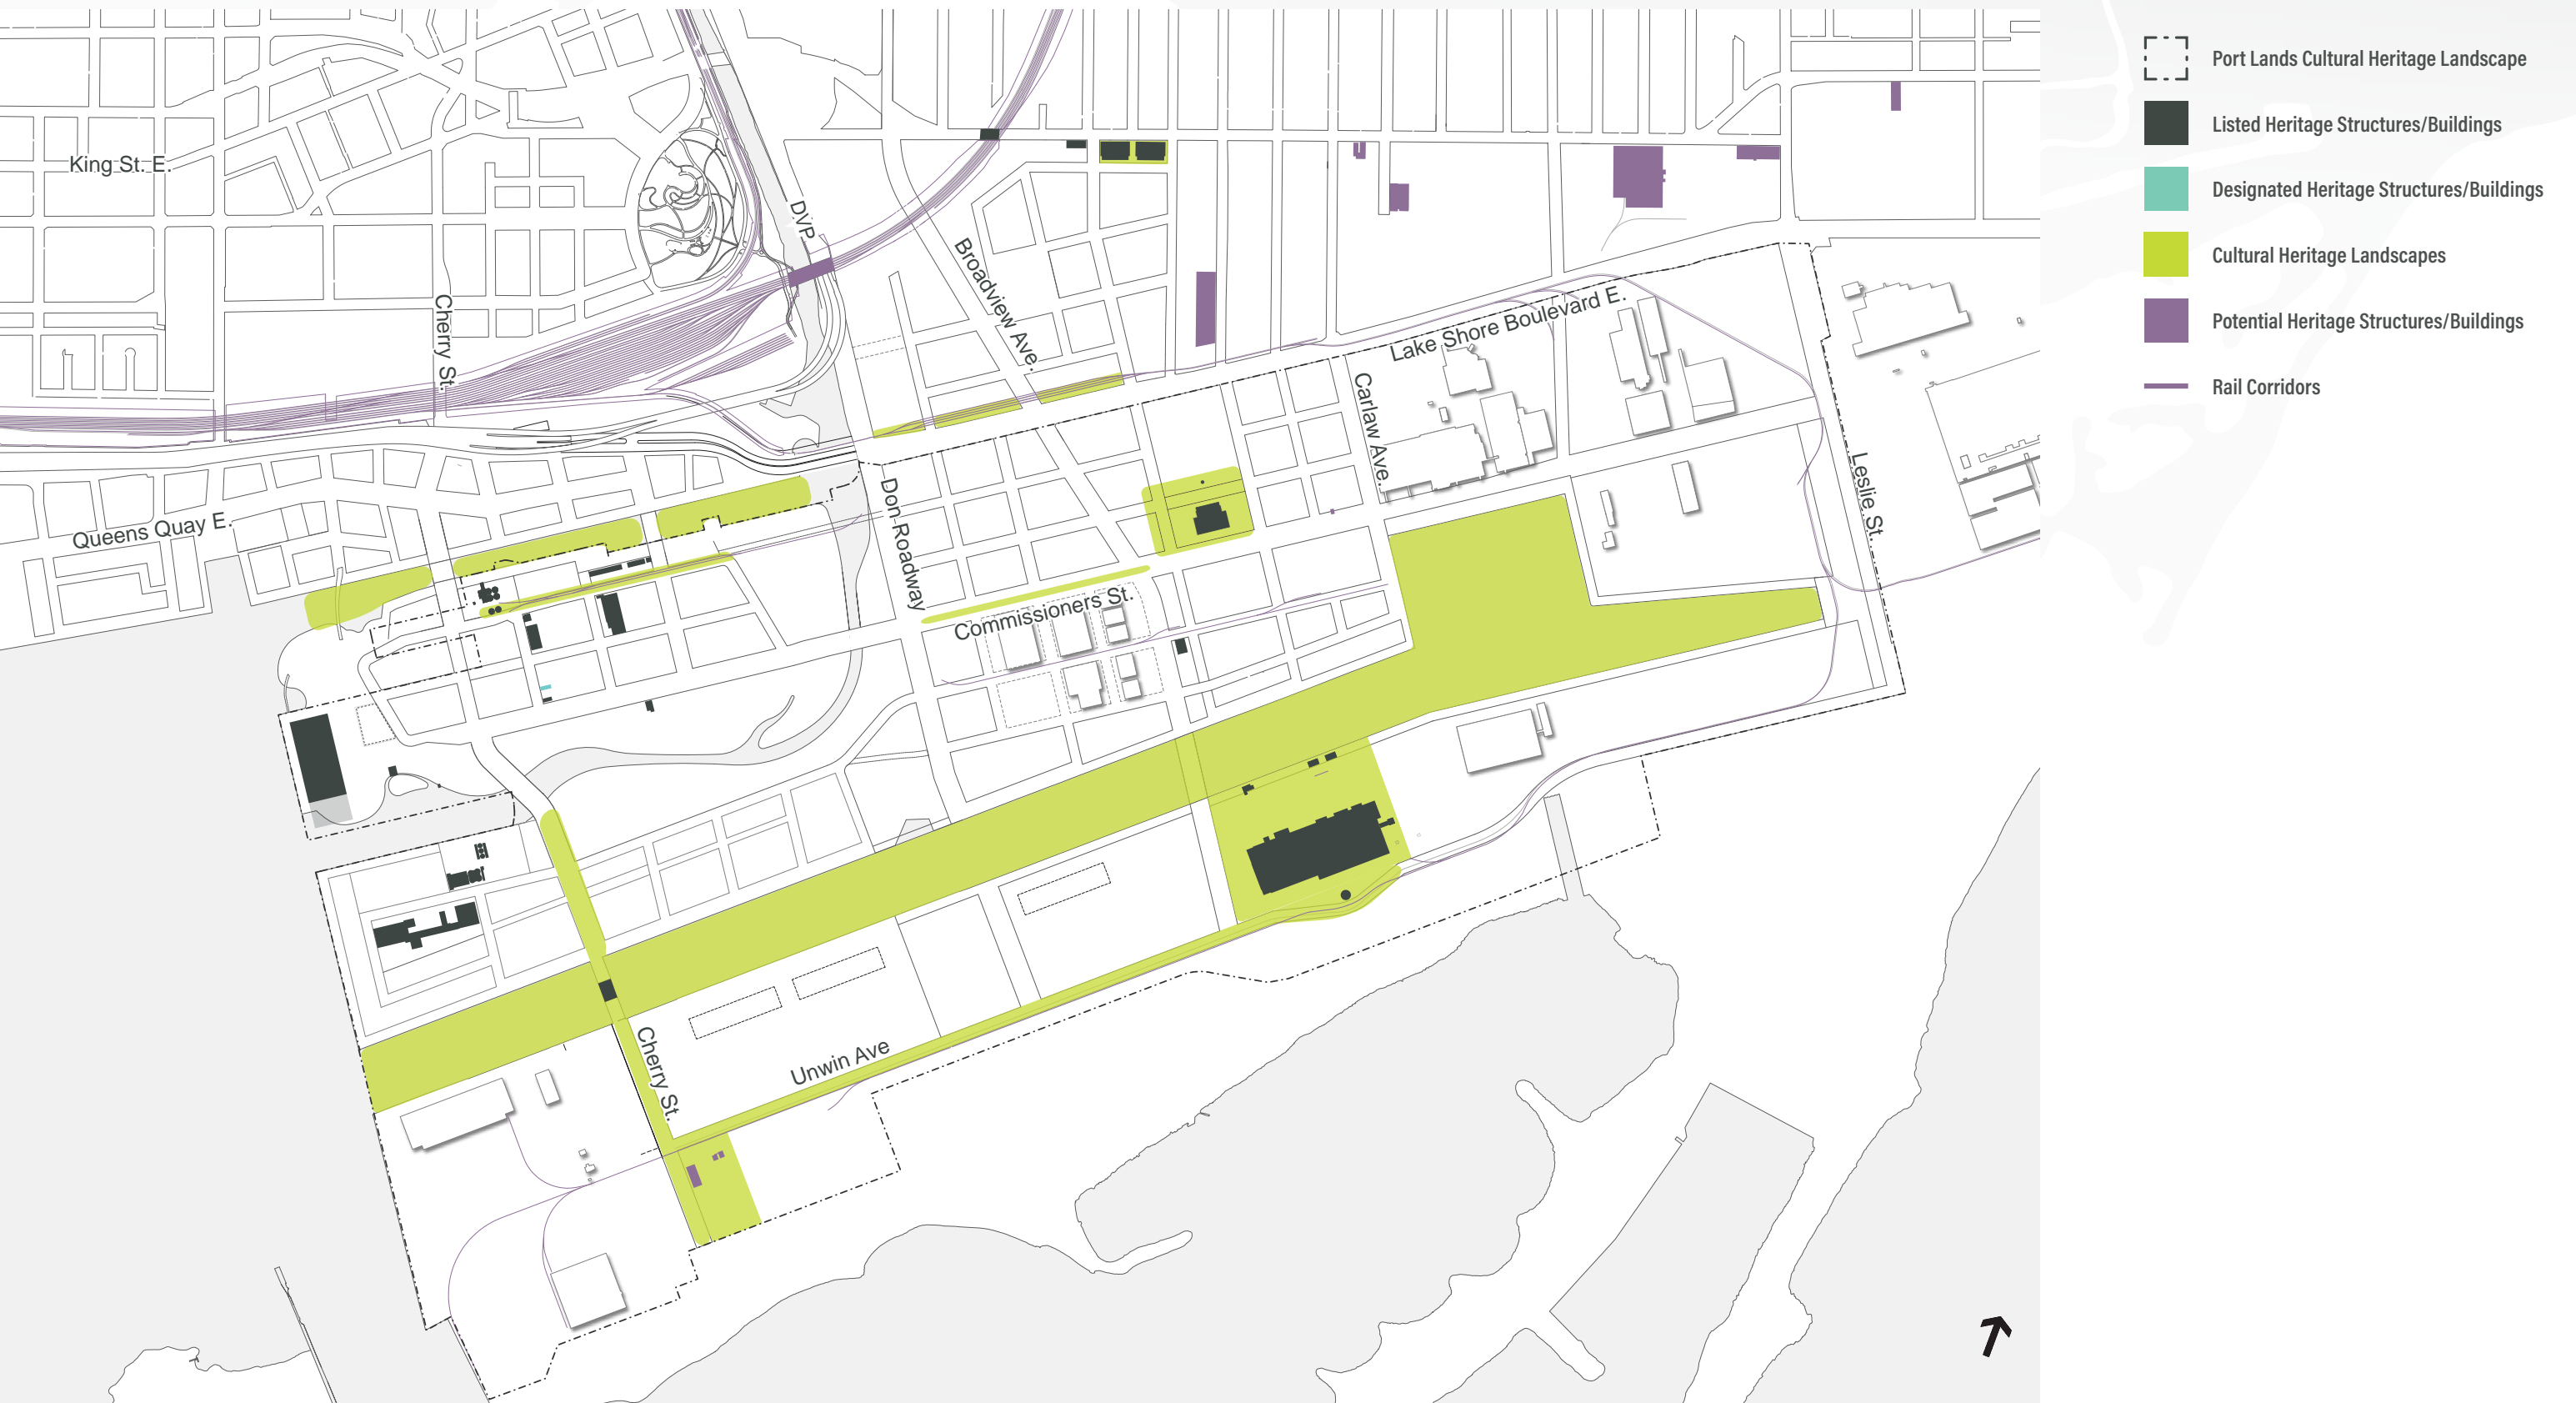 King St. E.
DVP
Broadview Ave.
Cherry St.
Lake Shore Boulevard E.
Carlaw Ave.
Leslie St.
Queens Quay E.
Don Roadway
Commissioners St.
Unwin Ave
Cherry St.
Port Lands Cultural Heritage Landscape
Listed Heritage Structures/Buildings
Designated Heritage Structures/Buildings
Cultural Heritage Landscapes
Potential Heritage Structures/Buildings
Rail Corridors